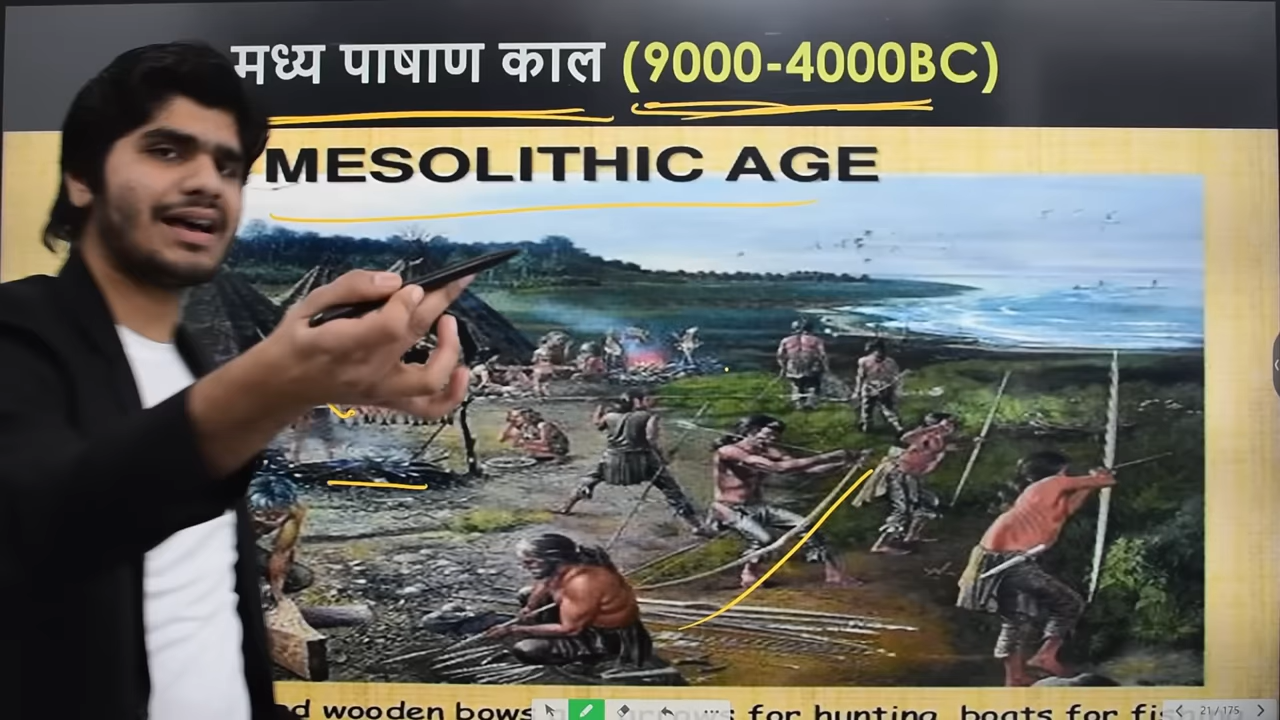 मध्य पाषाण काल (9000-4000BC)
MESOLITHIC AGE
wooden bows for hunting, boats for
21/175